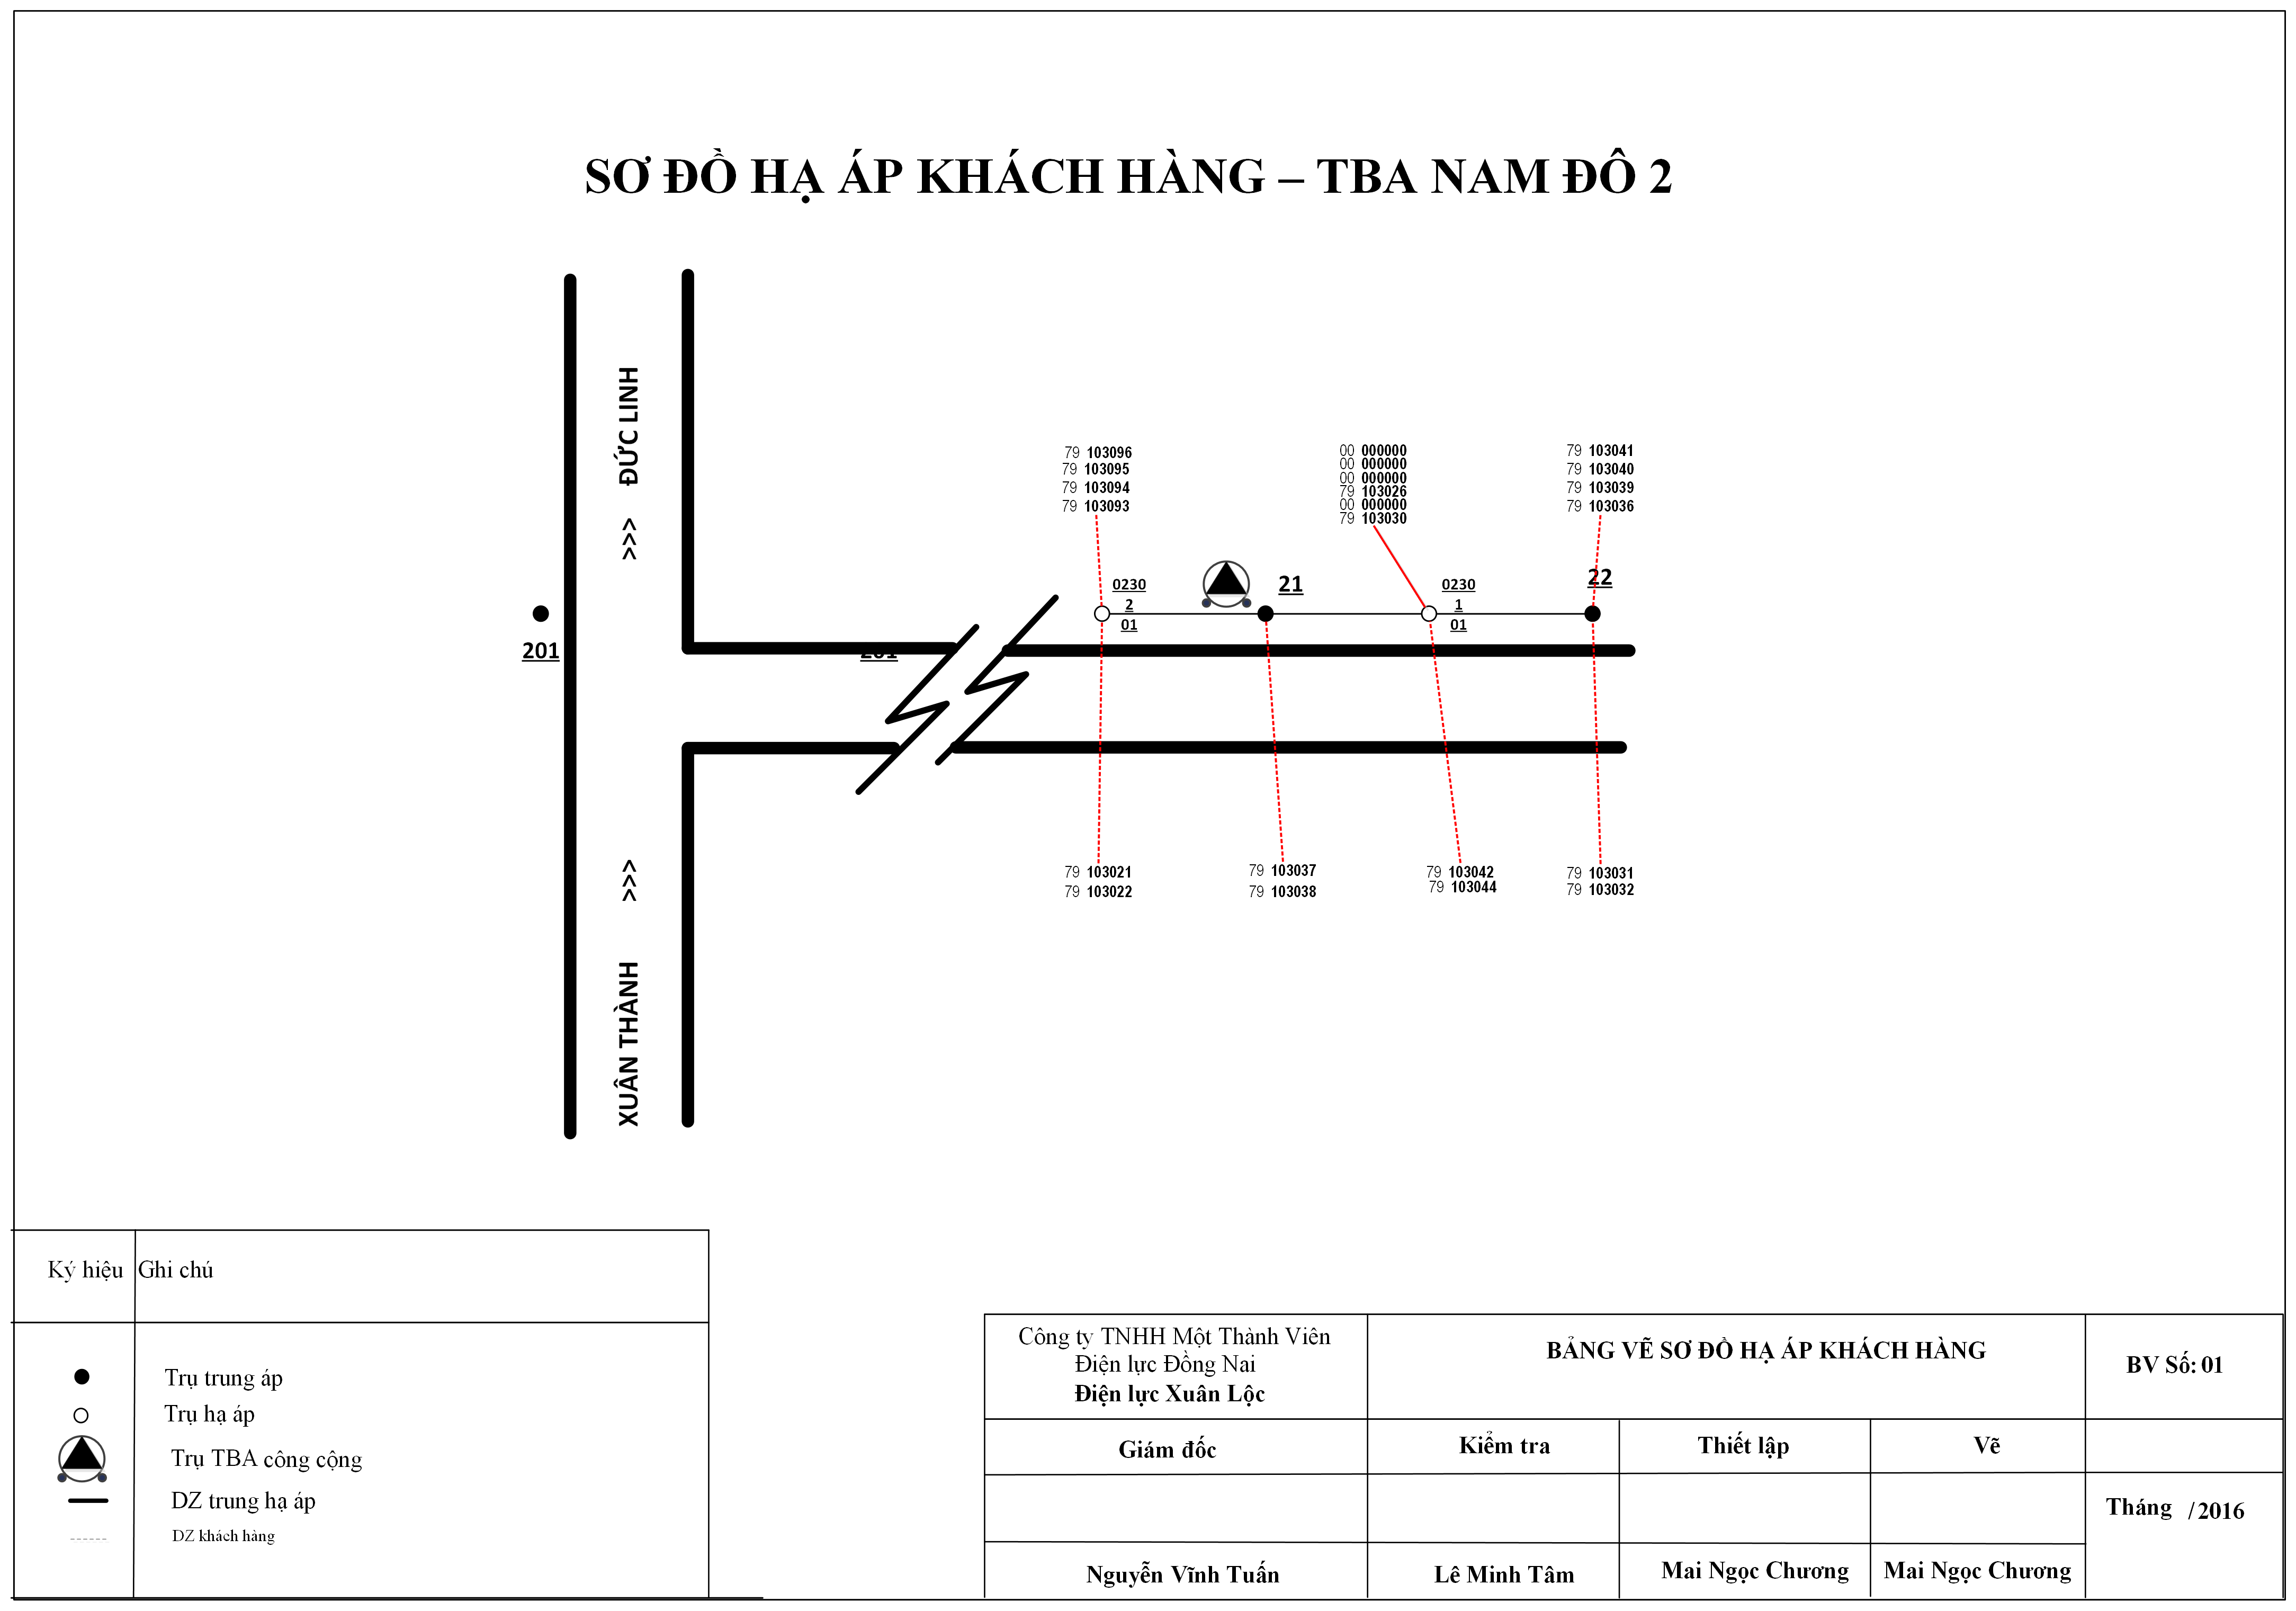 SƠ ĐỒ HẠ ÁP KHÁCH HÀNG – TBA NAM ĐÔ 2
ĐỨC LINH
>>>
79 103096
79 103095
79 103094
79 103093
00 000000
00 000000
00 000000
79 103026
00 000000
79 103030
79 103041
79 103040
79 103039
79 103036
0230
2
01
21
0230
1
01
22
201
201
>>>
XUÂN THÀNH
79 103021
79 103022
79 103037
79 103038
79 103042
79 103044
79 103031
79 103032
Ký hiệu Ghi chú
Trụ trung áp
Trụ hạ áp
Trụ TBA công cộng
DZ trung hạ áp
DZ khách hàng
Công ty TNHH Một Thành Viên
Điện lực Đồng Nai
Điện lực Xuân Lộc
BẢNG VẼ SƠ ĐỒ HẠ ÁP KHÁCH HÀNG
BV Số: 01
Giám đốc Kiểm tra Thiết lập Vẽ
Tháng /2016
Nguyễn Vĩnh Tuấn Lê Minh Tâm Mai Ngọc Chương Mai Ngọc Chương